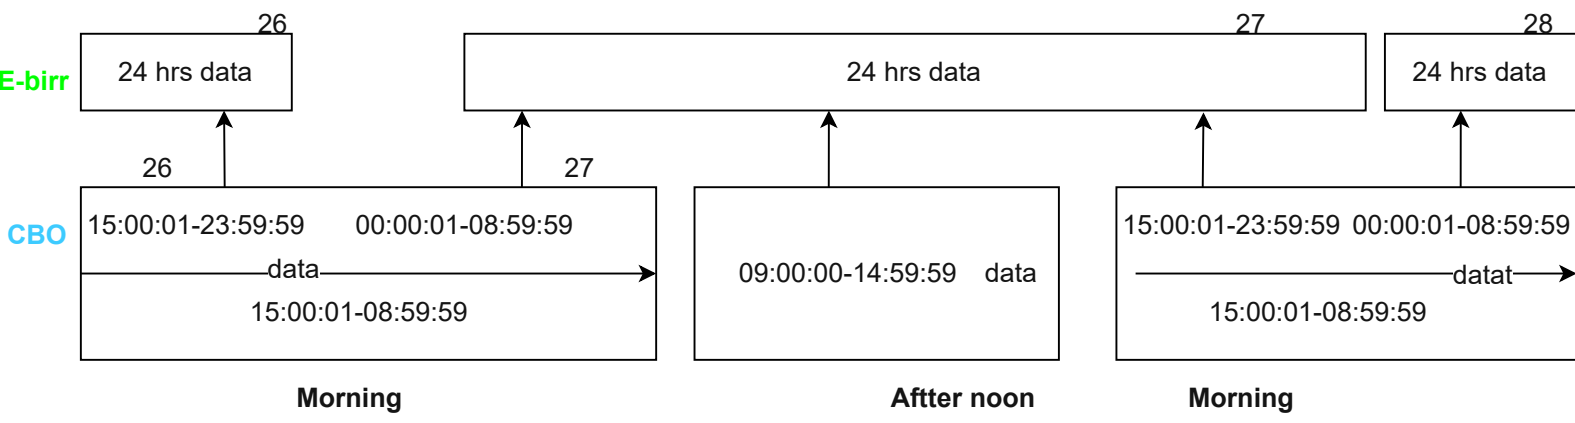 26
27
28
E-birr
24 hrs data
24 hrs data
24 hrs data
26
27
CBO
15:00:01-23:59:59
00:00:01-08:59:59
data
15:00:01-08:59:59
09:00:00-14:59:59 data
15:00:01-23:59:59
00:00:01-08:59:59
datat
15:00:01-08:59:59
Morning
Aftter noon
Morning